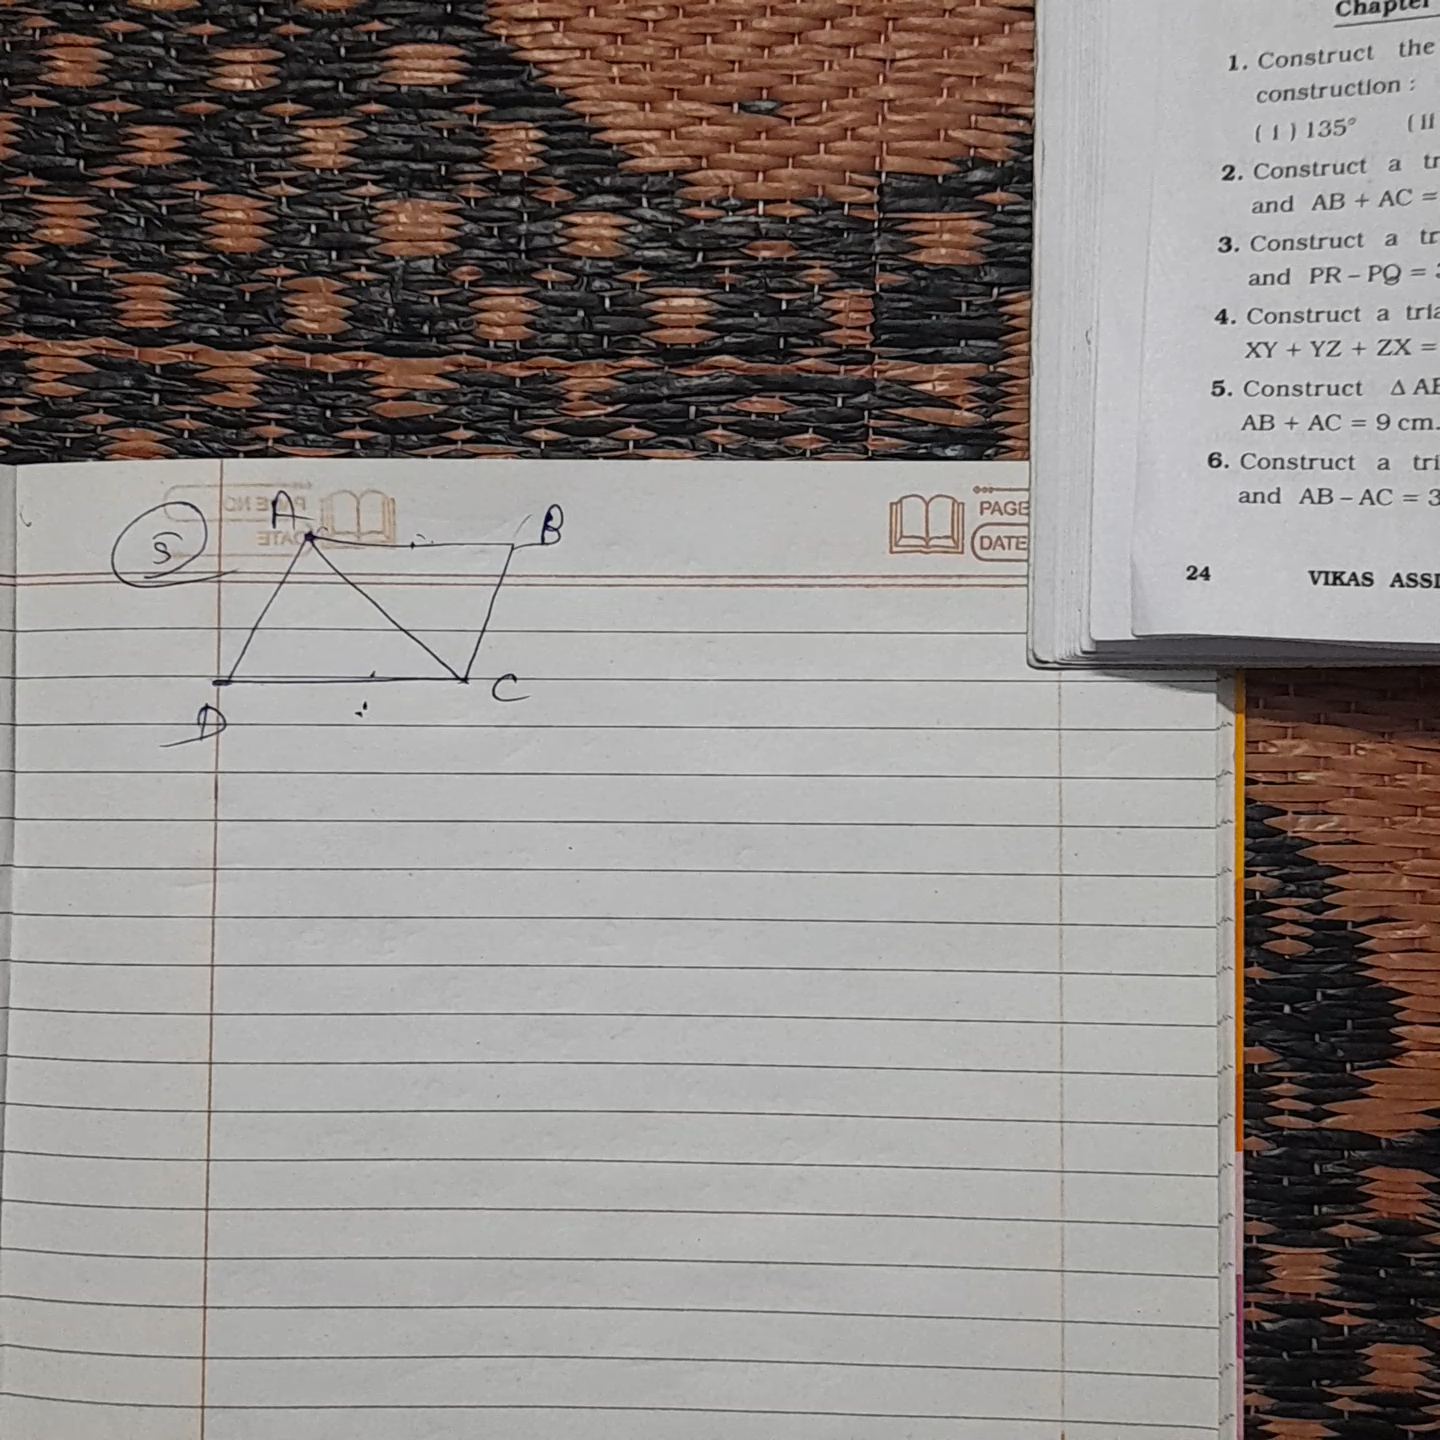 Chapter
1. Construct the
construction :
( i ) 135° ( ii
2. Construct a tr
and AB + AC =
3. Construct a tr
and PR – PQ = 3
4. Construct a tria
XY + YZ + ZX =
5. Construct Δ AB
AB + AC = 9 cm.
6. Construct a tri
and AB – AC = 3
24 VIKAS ASSI
PAGE
DATE
5
A B
D C